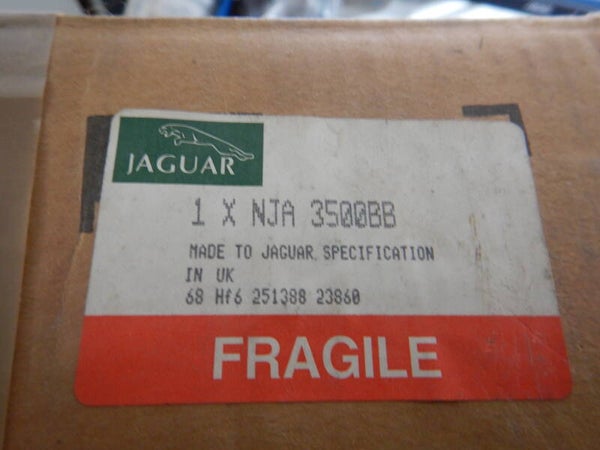 JAGUAR
1 X NJA 3500BB
MADE TO JAGUAR SPECIFICATION
IN UK
68 Hf6 251388 23860
FRAGILE